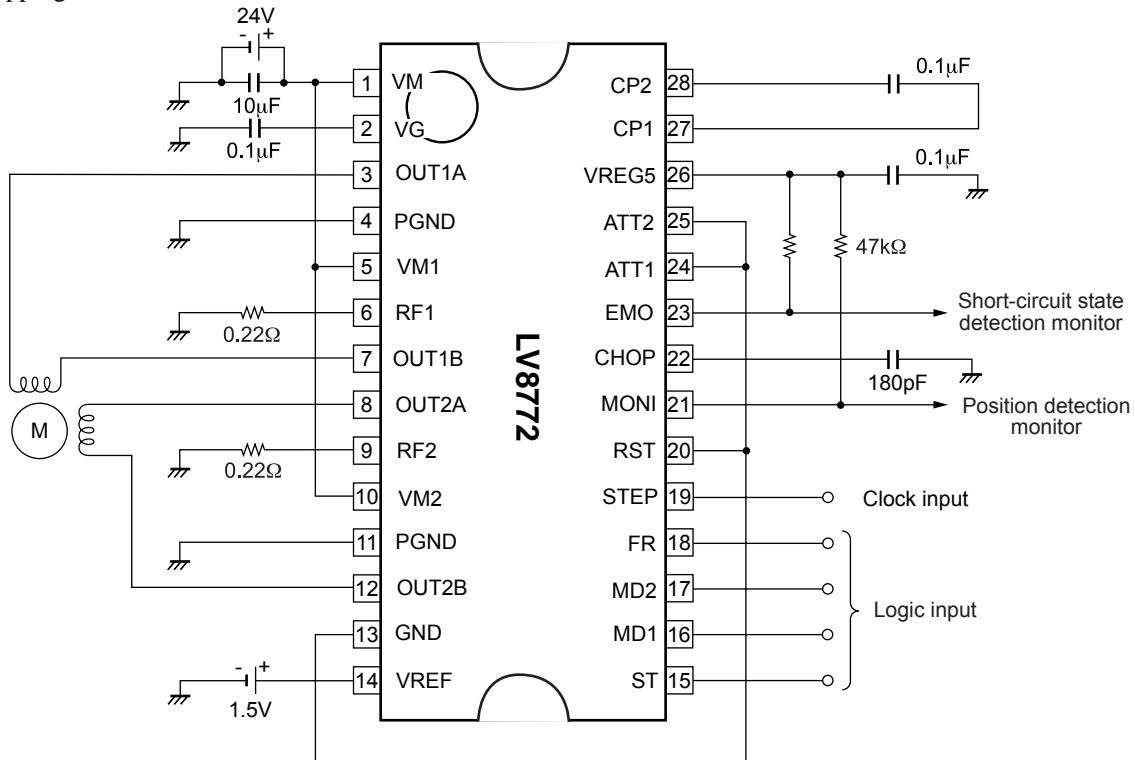 24V
- +
10μF
0.1μF
0.22Ω
0.22Ω
M
- +
1.5V
1 VM
2 VG
3 OUT1A
4 PGND
5 VM1
6 RF1
7 OUT1B
8 OUT2A
9 RF2
10 VM2
11 PGND
12 OUT2B
13 GND
14 VREF
LV8772
CP2 28
CP1 27
VREG5 26
ATT2 25
ATT1 24
EMO 23
CHOP 22
MONI 21
RST 20
STEP 19
FR 18
MD2 17
MD1 16
ST 15
0.1μF
0.1μF
47kΩ
Short-circuit state
detection monitor
180pF
Position detection
monitor
Clock input
Logic input